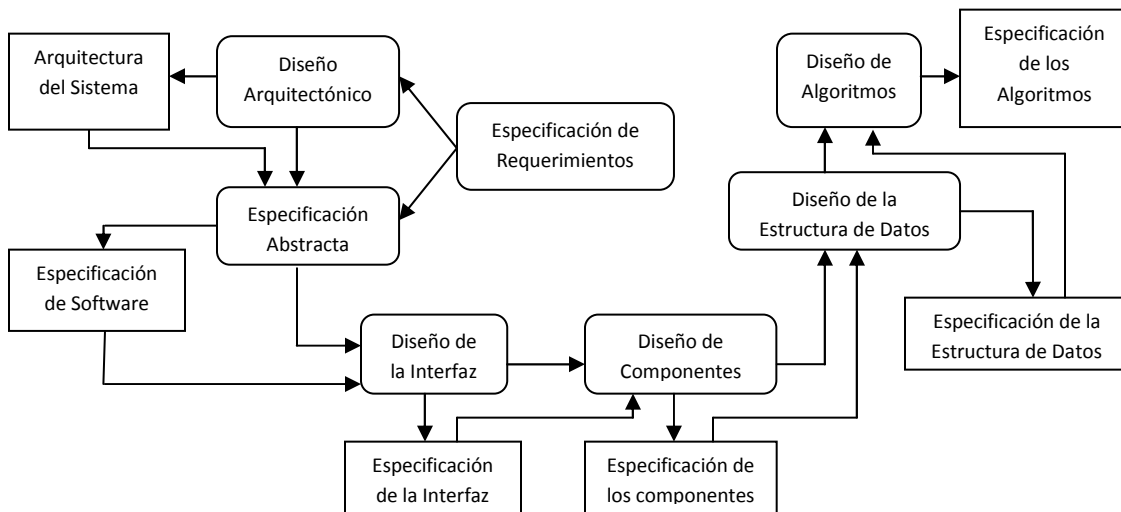 Arquitectura
del Sistema
Diseño
Arquitectónico
Especificación de
Requerimientos
Diseño de
Algoritmos
Especificación
de los
Algoritmos
Especificación
Abstracta
Diseño de la
Estructura de Datos
Especificación
de Software
Diseño de
la Interfaz
Diseño de
Componentes
Especificación de la
Estructura de Datos
Especificación
de la Interfaz
Especificación de
los componentes